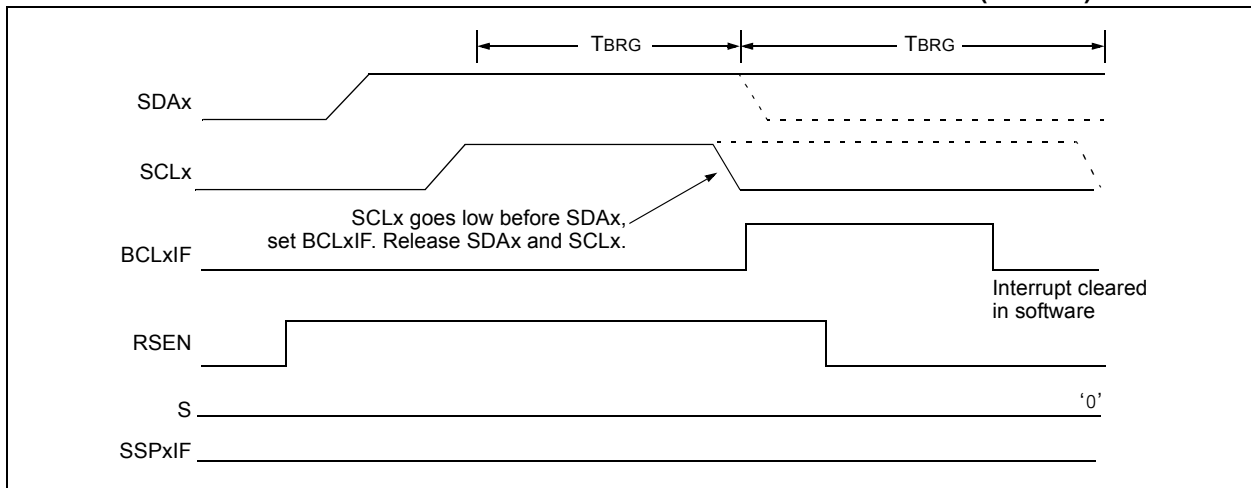 TBRG
TBRG
SDAx
SCLx
SCLx goes low before SDAx,
set BCLxIF. Release SDAx and SCLx.
BCLxIF
Interrupt cleared
in software
RSEN
S
‘0’
SSPxIF